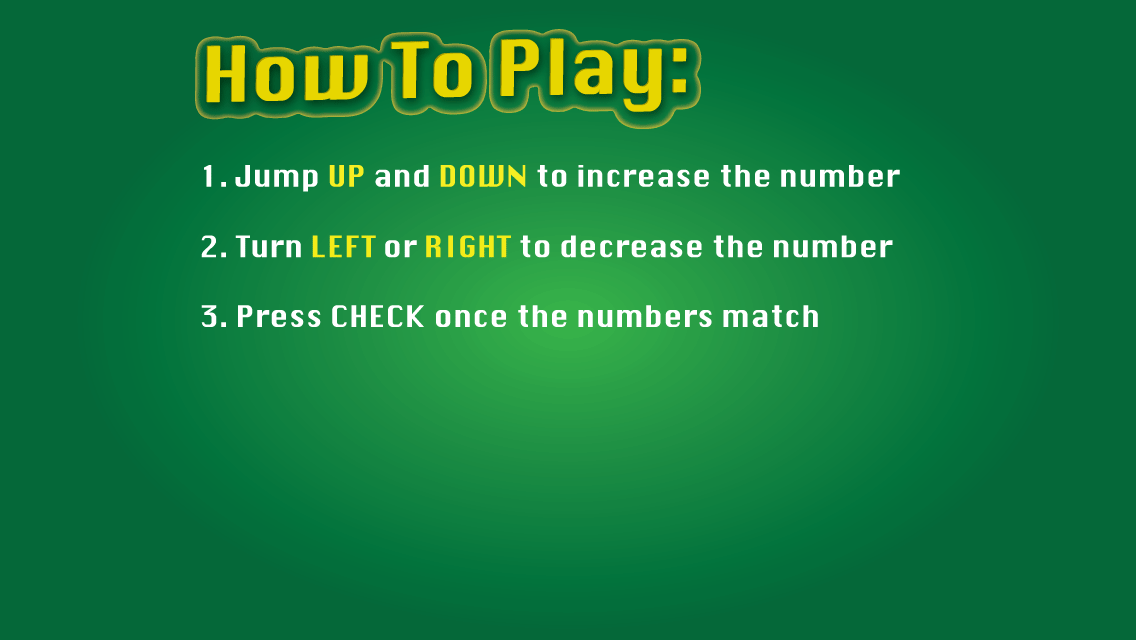 How To Play:
1. Jump UP and DOWN to increase the number
2. Turn LEFT or RIGHT to decrease the number
3. Press CHECK once the numbers match